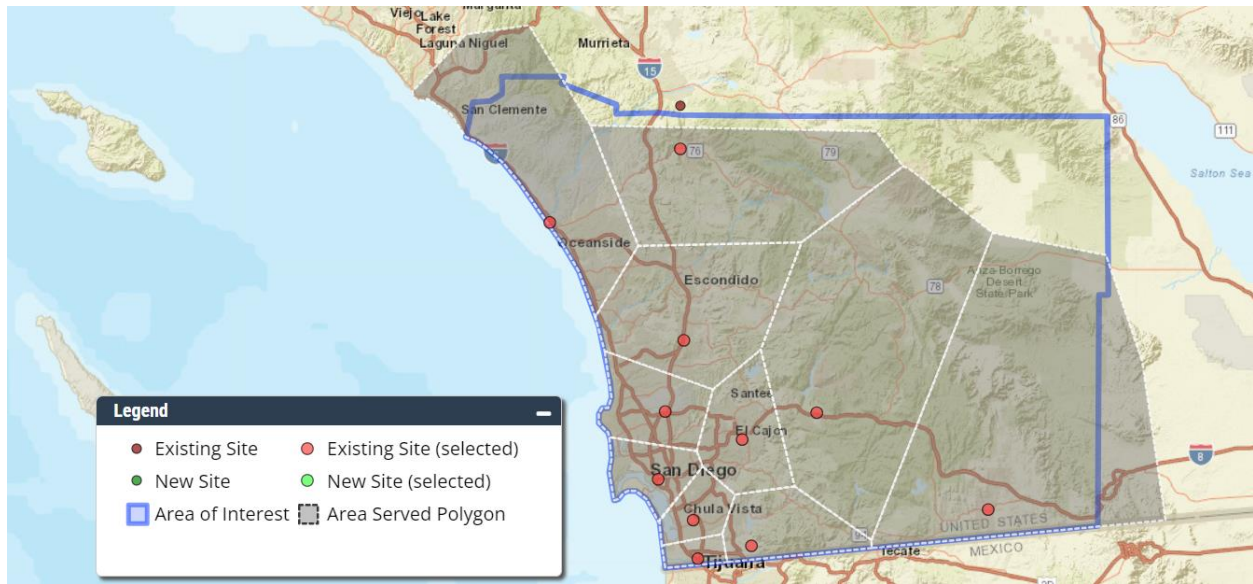 Viejo
Lake
Forest
Margarita
Laguna Niguel
Murrieta
15
San Clemente
86
111
76
79
Salton Sea
Oceanside
Escondido
Anza-Borrego
Desert
State Park
78
Santee
El Cajon
San Diego
8
Chula Vista
UNITED STATES
MEXICO
Tecate
Tijuana
Legend
Existing Site
Existing Site (selected)
New Site
New Site (selected)
Area of Interest
Area Served Polygon